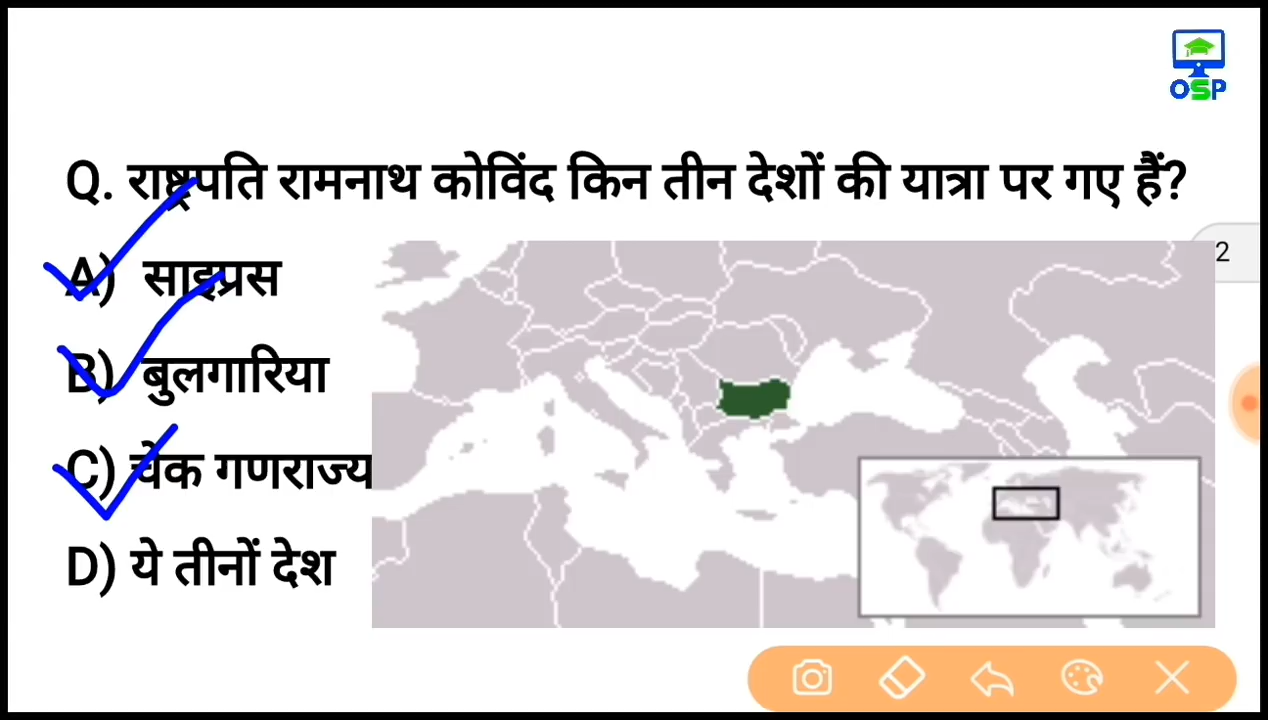 OSP
Q. राष्ट्रपति रामनाथ कोविंद किन तीन देशों की यात्रा पर गए हैं?
2
A) साइप्रस
B) बुलगारिया
C) चेक गणराज्य
D) ये तीनों देश